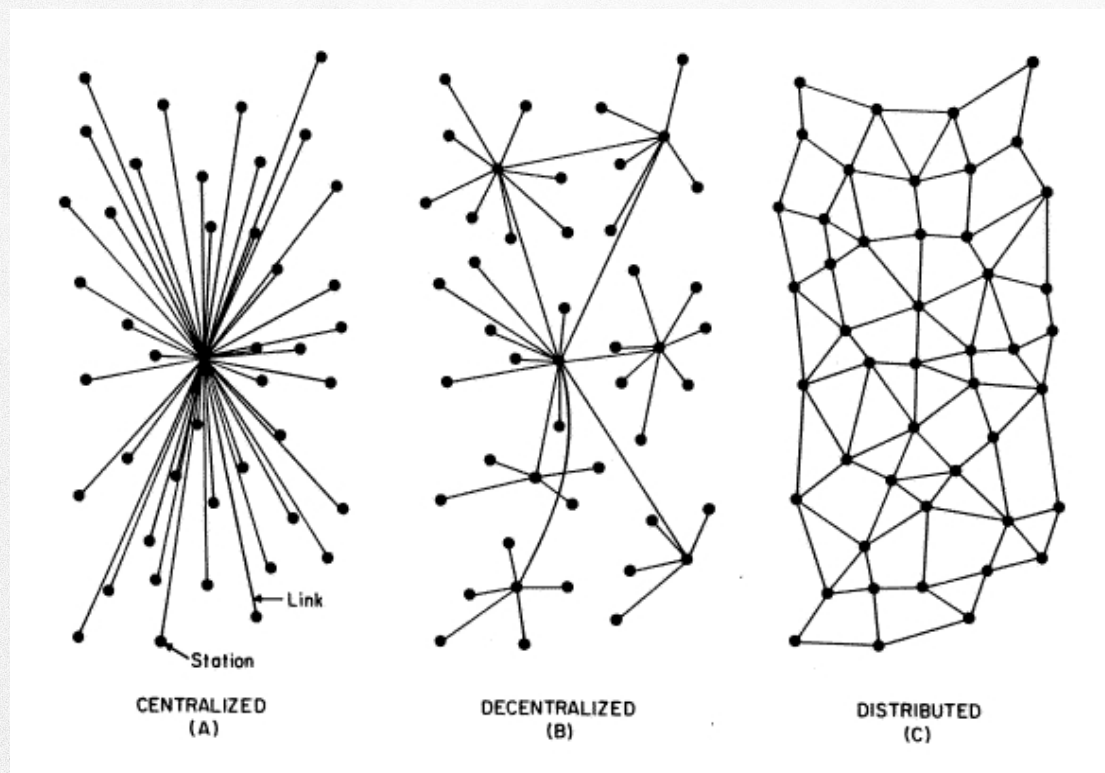 Link
Station
CENTRALIZED
(A)
DECENTRALIZED
(B)
DISTRIBUTED
(C)